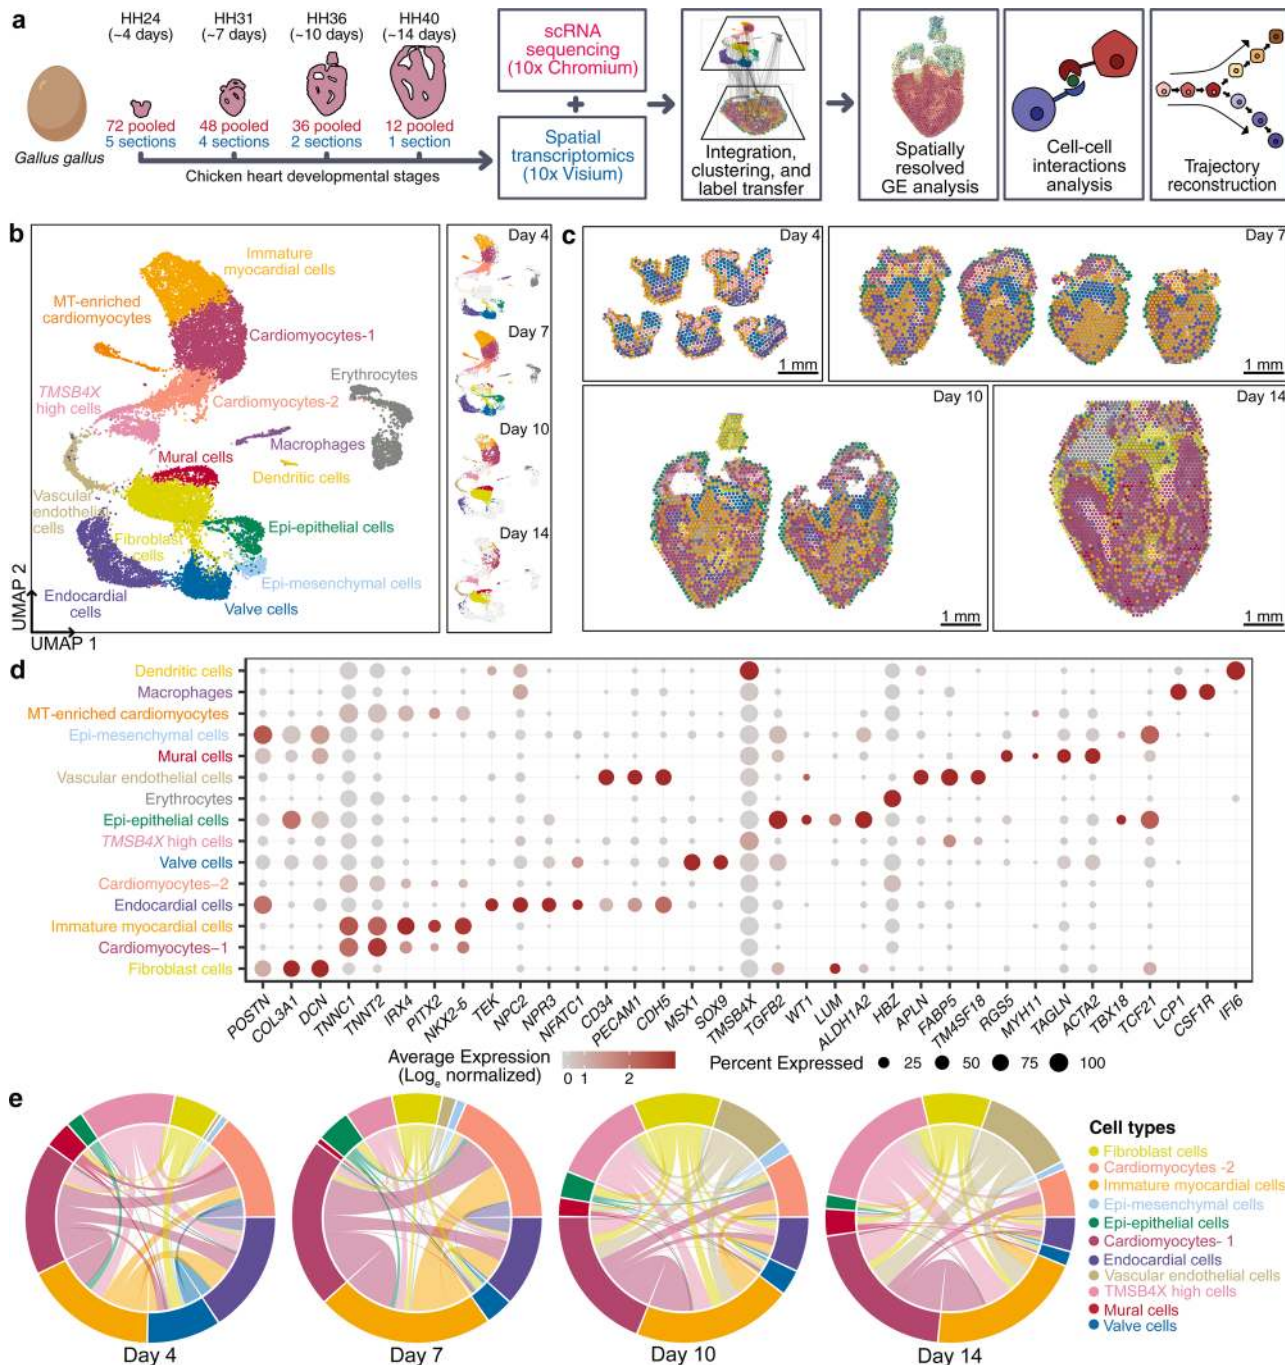 a
HH24
(~4 days)
HH31
(~7 days)
HH36
(~10 days)
HH40
(~14 days)
72 pooled
5 sections
48 pooled
4 sections
36 pooled
2 sections
12 pooled
1 section
Gallus gallus
Chicken heart developmental stages
scRNA
sequencing
(10x Chromium)
+
Spatial
transcriptomics
(10x Visium)
Integration,
clustering, and
label transfer
Spatially
resolved
GE analysis
Cell-cell
interactions
analysis
Trajectory
reconstruction
b
Immature
myocardial cells
MT-enriched
cardiomyocytes
Cardiomyocytes-1
TMSB4X
high cells
Cardiomyocytes-2
Erythrocytes
Macrophages
Mural cells
Dendritic cells
Vascular
endothelial
cells
Fibroblast
cells
Epi-epithelial cells
Epi-mesenchymal cells
Endocardial
cells
Valve cells
UMAP 2
UMAP 1
Day 4
Day 7
Day 10
Day 14
c
Day 4
1 mm
Day 7
1 mm
Day 10
1 mm
Day 14
1 mm
d
Dendritic cells
Macrophages
MT-enriched cardiomyocytes
Epi-mesenchymal cells
Mural cells
Vascular endothelial cells
Erythrocytes
Epi-epithelial cells
TMSB4X high cells
Valve cells
Cardiomyocytes-2
Endocardial cells
Immature myocardial cells
Cardiomyocytes-1
Fibroblast cells
POSTN
COL3A1
DCN
TNNC1
TNNT2
IRX4
PITX2
NKX2-5
TEK
NPC2
NPR3
NFATC1
CD34
PECAM1
CDH5
MSX1
SOX9
TMSB4X
TGFB2
WT1
LUM
ALDH1A2
HBZ
APLN
FABP5
TM4SF18
RGS5
MYH11
TAGLN
ACTA2
TBX18
TCF21
LCP1
CSF1R
IFI6
Average Expression
(Loge normalized)
0 1 2
Percent Expressed
25 50 75 100
e
Day 4
Day 7
Day 10
Day 14
Cell types
Fibroblast cells
Cardiomyocytes -2
Immature myocardial cells
Epi-mesenchymal cells
Epi-epithelial cells
Cardiomyocytes- 1
Endocardial cells
Vascular endothelial cells
TMSB4X high cells
Mural cells
Valve cells